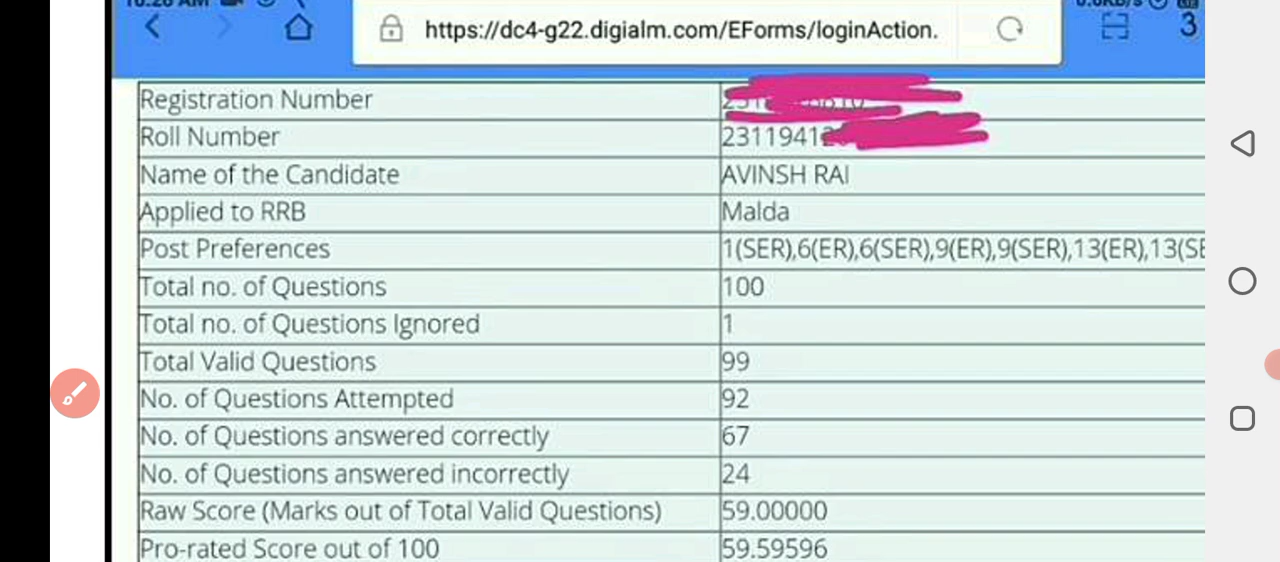 https://dc4-g22.digialm.com/EForms/loginAction.
3
Registration Number
Roll Number 2311941
Name of the Candidate AVINSH RAI
Applied to RRB Malda
Post Preferences 1(SER),6(ER),6(SER),9(ER),9(SER),13(ER),13(SE
Total no. of Questions 100
Total no. of Questions Ignored 1
Total Valid Questions 99
No. of Questions Attempted 92
No. of Questions answered correctly 67
No. of Questions answered incorrectly 24
Raw Score (Marks out of Total Valid Questions) 59.00000
Pro-rated Score out of 100 59.59596